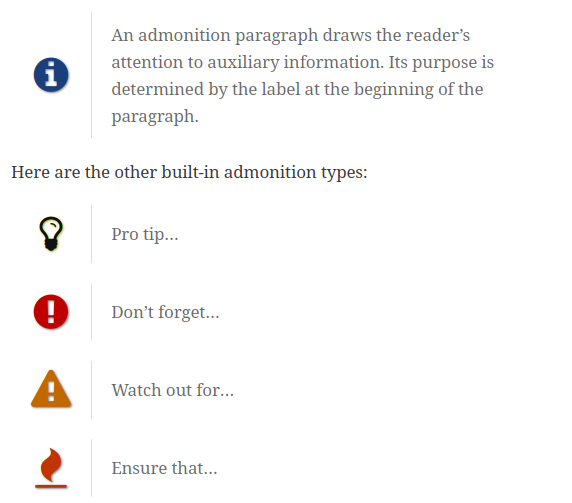 An admonition paragraph draws the reader’s
attention to auxiliary information. Its purpose is
determined by the label at the beginning of the
paragraph.
Here are the other built-in admonition types:
Pro tip…
Don’t forget…
Watch out for…
Ensure that…